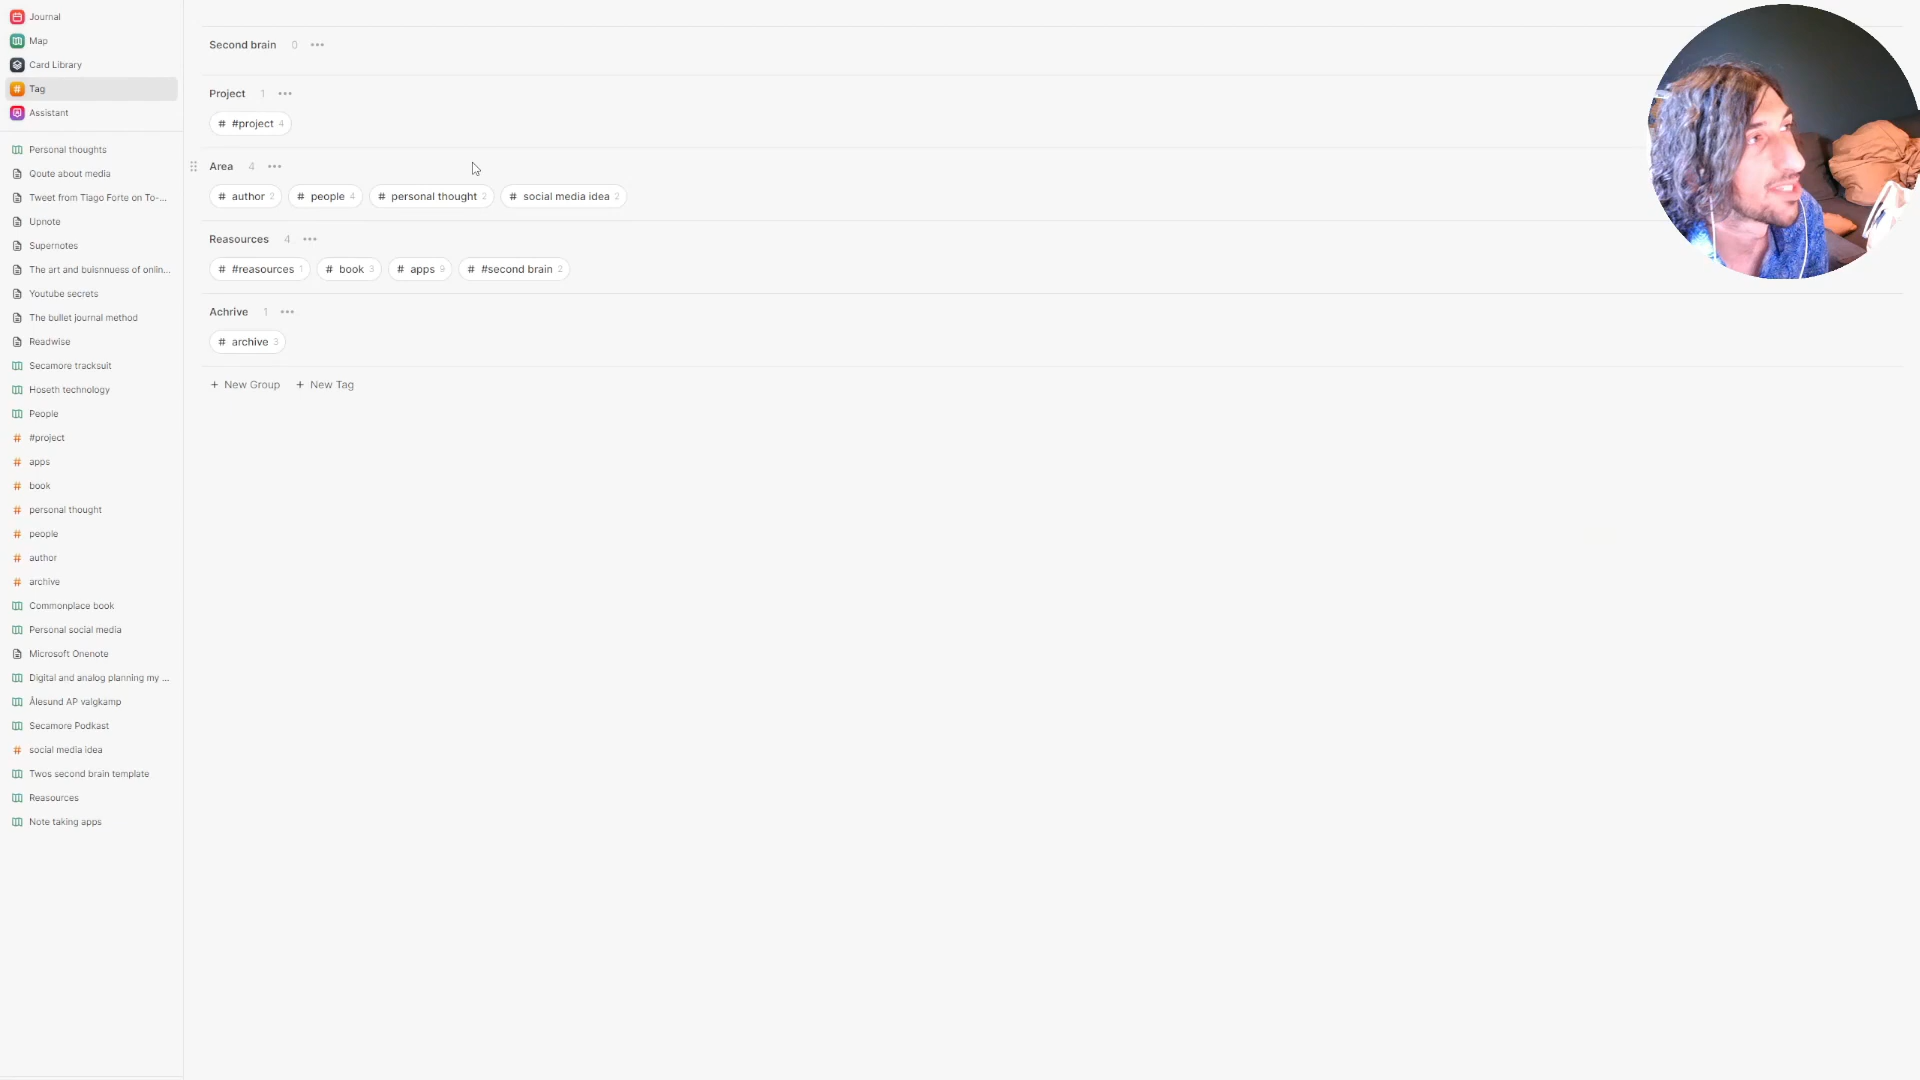 Journal
Map
Card Library
Tag
Assistant
Personal thoughts
Qoute about media
Tweet from Tiago Forte on To-...
Upnote
Supernotes
The art and buisnnuess of onlin...
Youtube secrets
The bullet journal method
Readwise
Secamore tracksuit
Hoseth technology
People
# #project
# apps
# book
# personal thought
# people
# author
# archive
Commonplace book
Personal social media
Microsoft Onenote
Digital and analog planning my ...
Ålesund AP valgkamp
Secamore Podkast
# social media idea
Twos second brain template
Reasources
Note taking apps
Second brain 0 •••
Project 1 •••
# #project 4
Area 4 •••
# author 2 # people 4 # personal thought 2 # social media idea 2
Reasources 4 •••
# #reasources 1 # book 3 # apps 9 # #second brain 2
Achrive 1 •••
# archive 3
+ New Group + New Tag